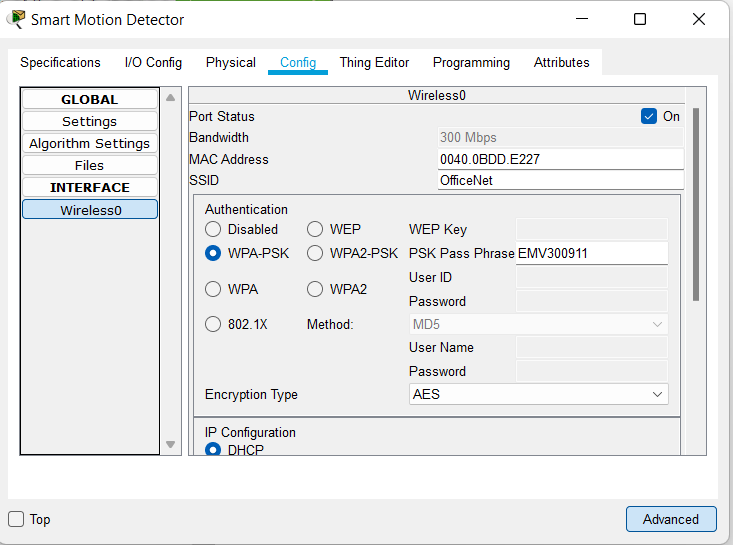 Smart Motion Detector
Specifications I/O Config Physical Config Thing Editor Programming Attributes
GLOBAL
Settings
Algorithm Settings
Files
INTERFACE
Wireless0
Wireless0
Port Status On
Bandwidth 300 Mbps
MAC Address 0040.0BDD.E227
SSID OfficeNet
Authentication
Disabled WEP WEP Key
WPA-PSK WPA2-PSK PSK Pass Phrase EMV300911
User ID
WPA WPA2 Password
802.1X Method: MD5
User Name
Password
Encryption Type AES
IP Configuration
DHCP
Top Advanced